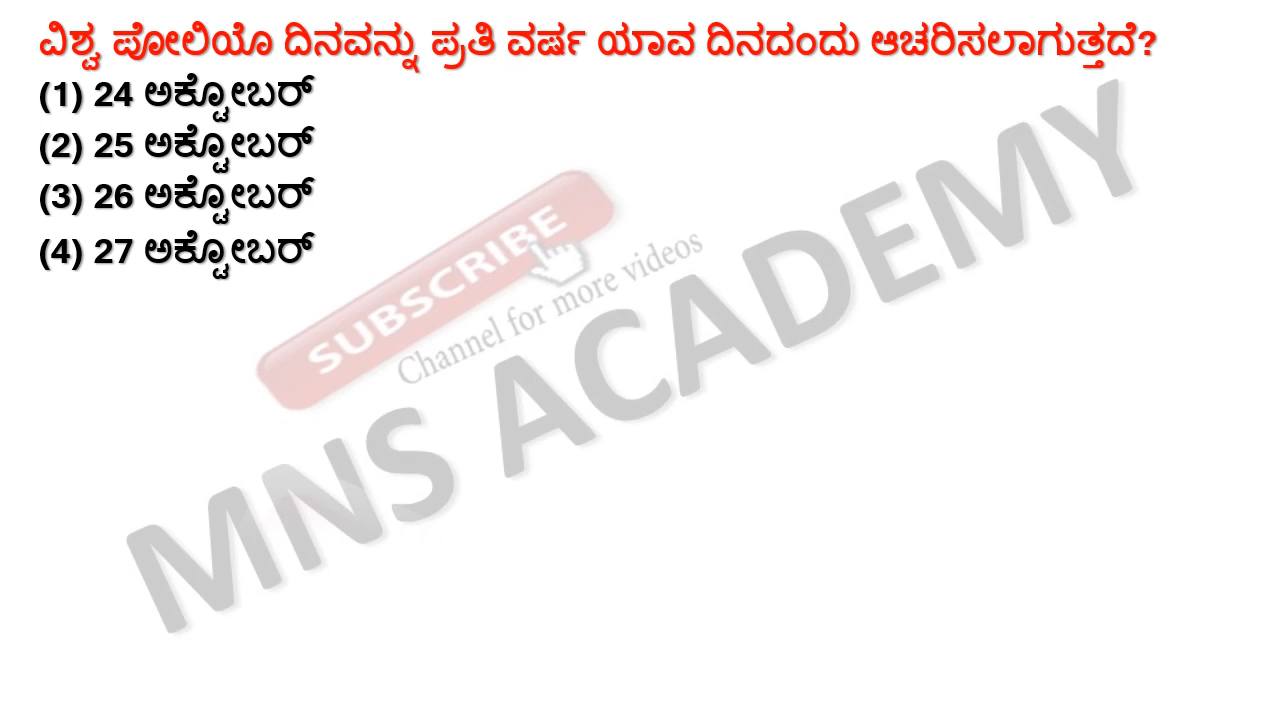 ವಿಶ್ವ ಪೋಲಿಯೊ ದಿನವನ್ನು ಪ್ರತಿ ವರ್ಷ ಯಾವ ದಿನದಂದು ಆಚರಿಸಲಾಗುತ್ತದೆ?
(1) 24 ಅಕ್ಟೋಬರ್
(2) 25 ಅಕ್ಟೋಬರ್
(3) 26 ಅಕ್ಟೋಬರ್
(4) 27 ಅಕ್ಟೋಬರ್
SUBSCRIBE
Channel for more videos
MNS ACADEMY